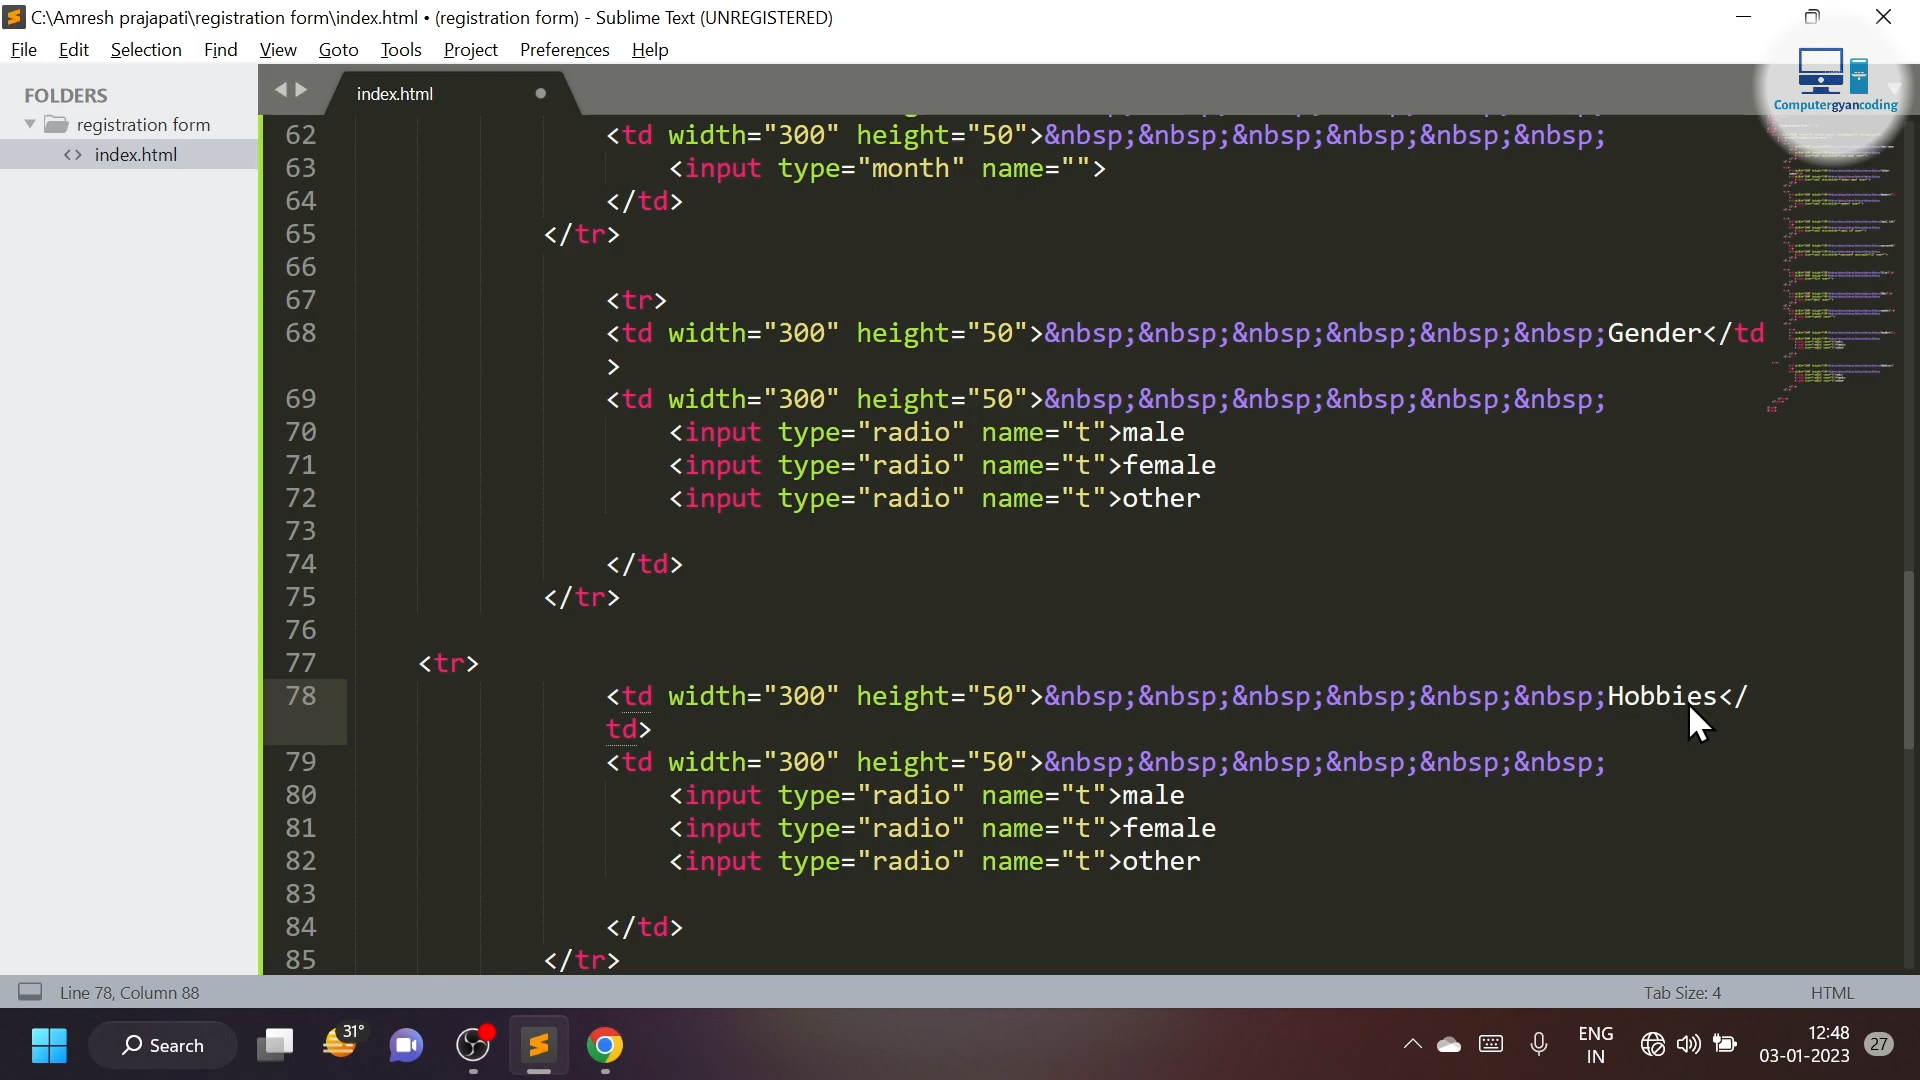 C:\Amresh prajapati\registration form\index.html • (registration form) - Sublime Text (UNREGISTERED)
File Edit Selection Find View Goto Tools Project Preferences Help
Computergyancoding
FOLDERS
registration form
<> index.html
index.html
62 <td width="300" height="50">&nbsp;&nbsp;&nbsp;&nbsp;&nbsp;&nbsp;
63 <input type="month" name="">
64 </td>
65 </tr>
66
67 <tr>
68 <td width="300" height="50">&nbsp;&nbsp;&nbsp;&nbsp;&nbsp;&nbsp;Gender</td
>
69 <td width="300" height="50">&nbsp;&nbsp;&nbsp;&nbsp;&nbsp;&nbsp;
70 <input type="radio" name="t">male
71 <input type="radio" name="t">female
72 <input type="radio" name="t">other
73
74 </td>
75 </tr>
76
77 <tr>
78 <td width="300" height="50">&nbsp;&nbsp;&nbsp;&nbsp;&nbsp;&nbsp;Hobbies</
td>
79 <td width="300" height="50">&nbsp;&nbsp;&nbsp;&nbsp;&nbsp;&nbsp;
80 <input type="radio" name="t">male
81 <input type="radio" name="t">female
82 <input type="radio" name="t">other
83
84 </td>
85 </tr>
Line 78, Column 88 Tab Size: 4 HTML
Search 31° ENG 12:48
IN 03-01-2023 27